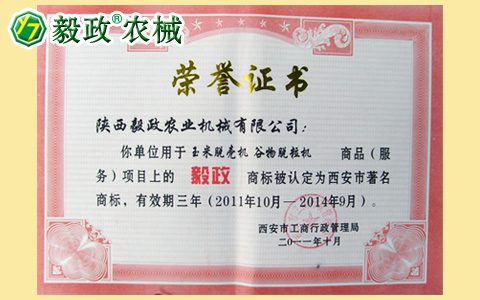 毅政®农械
荣誉证书
陕西毅政农业机械有限公司：
你单位用于 玉米脱壳机 谷物脱粒机 商品（服
务）项目上的 毅政 商标被认定为西安市著名
商标，有效期三年（2011年10月—2014年9月）。
西安市工商行政管理局
二〇一一年十月